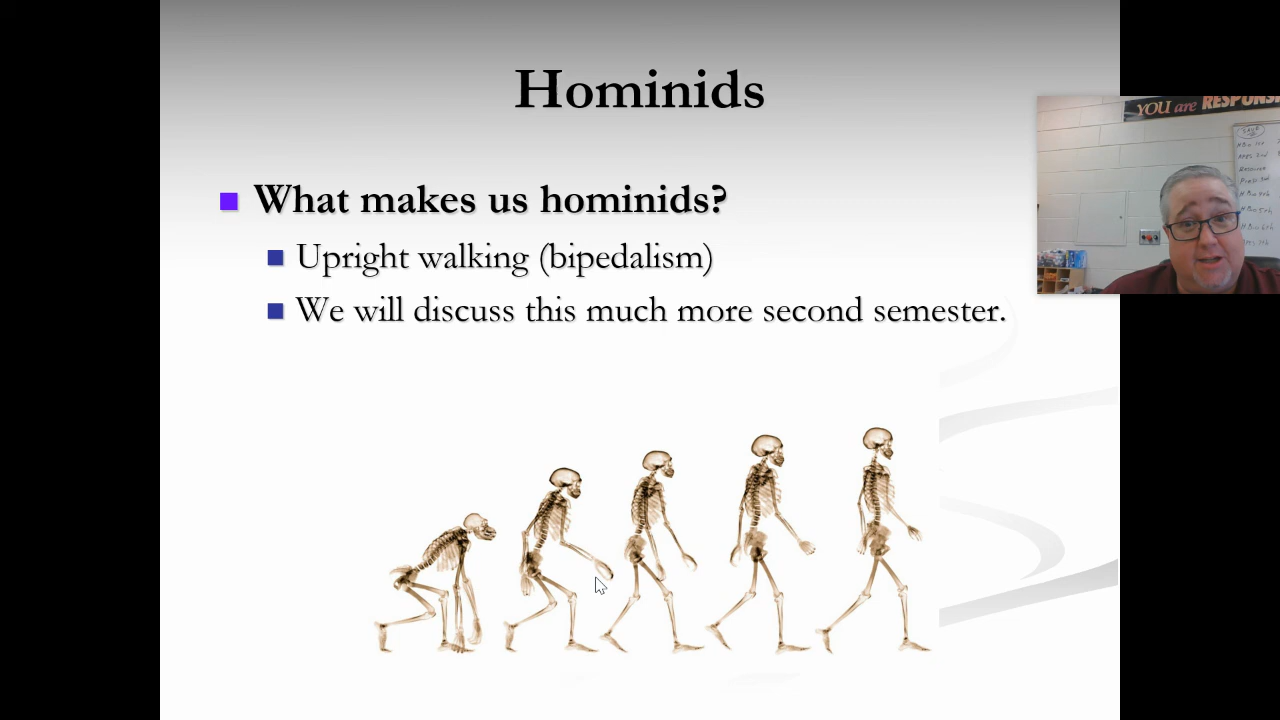 Hominids
What makes us hominids?
Upright walking (bipedalism)
We will discuss this much more second semester.
YOU are RESPONS